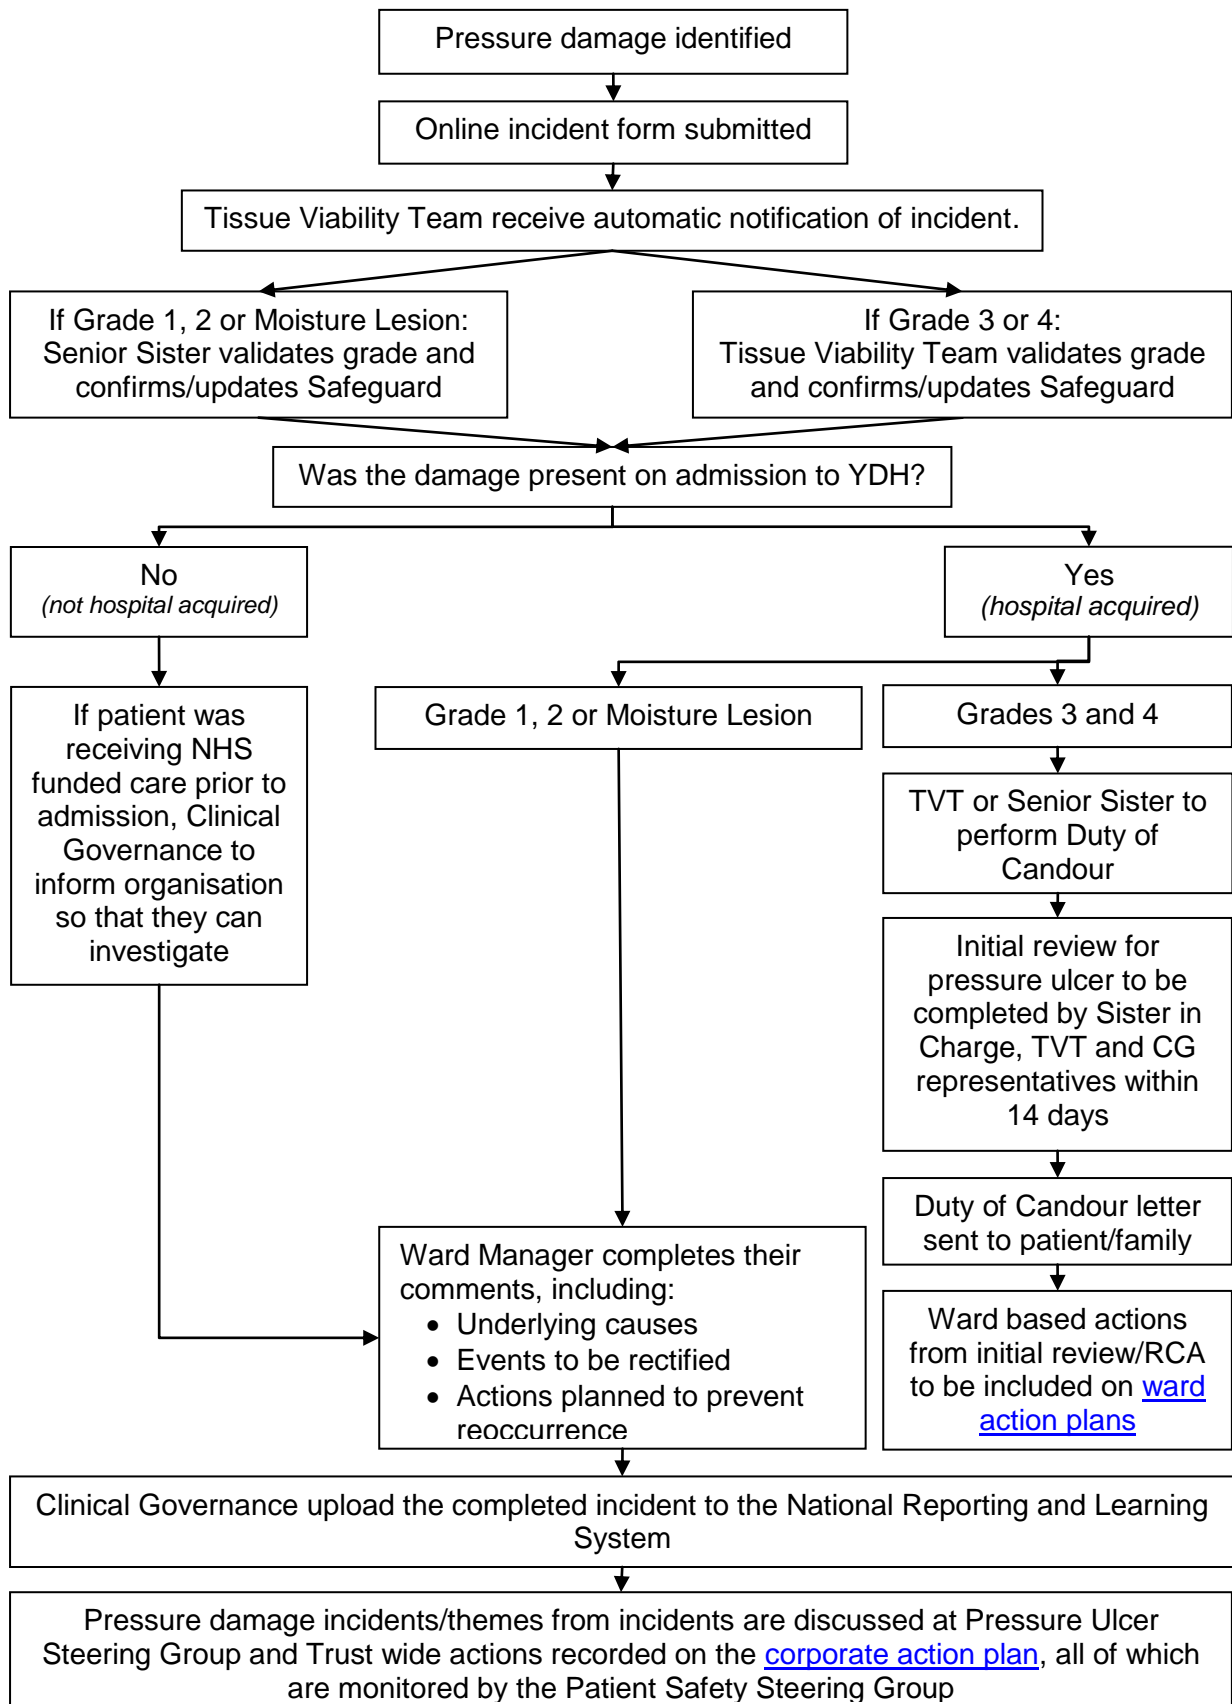 Pressure damage identified
Online incident form submitted
Tissue Viability Team receive automatic notification of incident.
If Grade 1, 2 or Moisture Lesion:
Senior Sister validates grade and
confirms/updates Safeguard
If Grade 3 or 4:
Tissue Viability Team validates grade
and confirms/updates Safeguard
Was the damage present on admission to YDH?
No
(not hospital acquired)
Yes
(hospital acquired)
If patient was
receiving NHS
funded care prior to
admission, Clinical
Governance to
inform organisation
so that they can
investigate
Grade 1, 2 or Moisture Lesion
Grades 3 and 4
TVT or Senior Sister to
perform Duty of
Candour
Initial review for
pressure ulcer to be
completed by Sister in
Charge, TVT and CG
representatives within
14 days
Duty of Candour letter
sent to patient/family
Ward based actions
from initial review/RCA
to be included on ward
action plans
Ward Manager completes their
comments, including:
• Underlying causes
• Events to be rectified
• Actions planned to prevent
reoccurrence
Clinical Governance upload the completed incident to the National Reporting and Learning
System
Pressure damage incidents/themes from incidents are discussed at Pressure Ulcer
Steering Group and Trust wide actions recorded on the corporate action plan, all of which
are monitored by the Patient Safety Steering Group